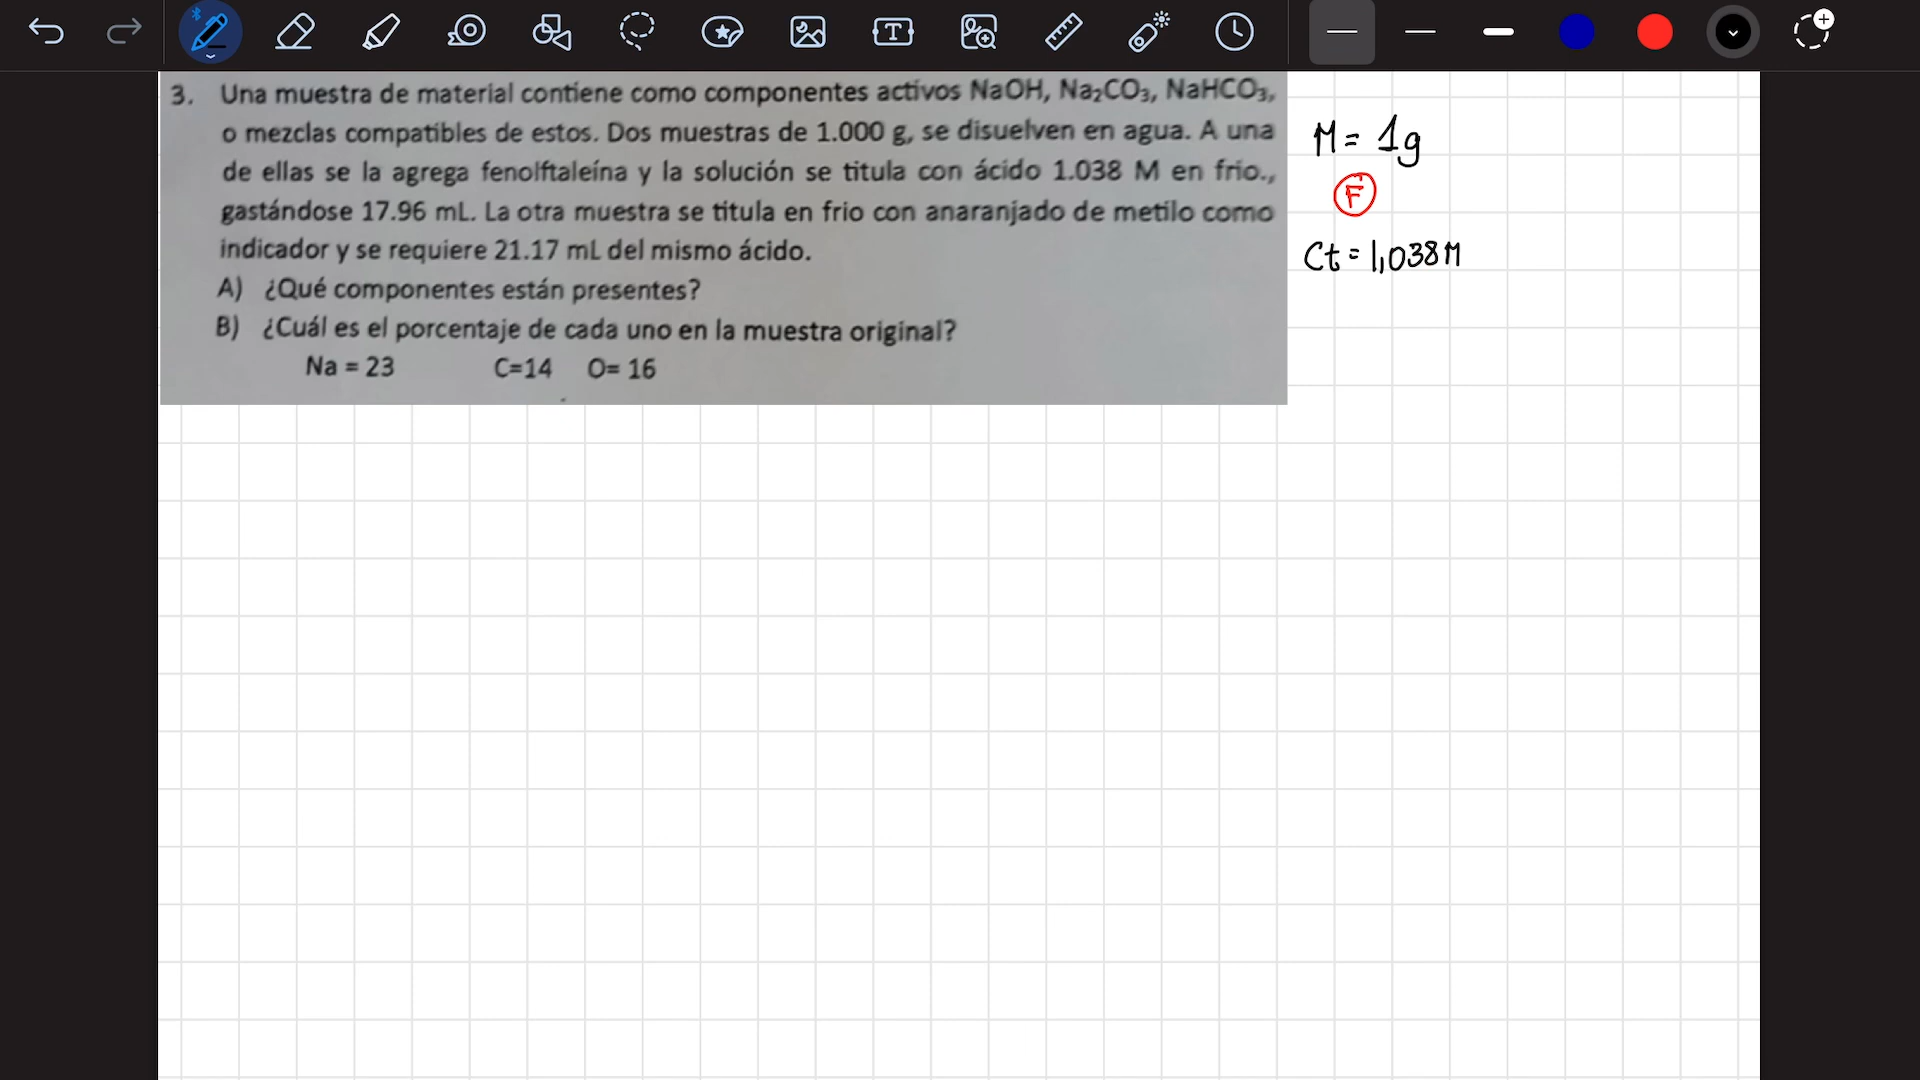 3. Una muestra de material contiene como componentes activos NaOH, Na₂CO₃, NaHCO₃,
o mezclas compatibles de estos. Dos muestras de 1.000 g, se disuelven en agua. A una
de ellas se la agrega fenolftaleína y la solución se titula con ácido 1.038 M en frio.,
gastándose 17.96 mL. La otra muestra se titula en frio con anaranjado de metilo como
indicador y se requiere 21.17 mL del mismo ácido.
A) ¿Qué componentes están presentes?
B) ¿Cuál es el porcentaje de cada uno en la muestra original?
Na = 23 C=14 O= 16
M = 1g
F
Ct = 1,038M